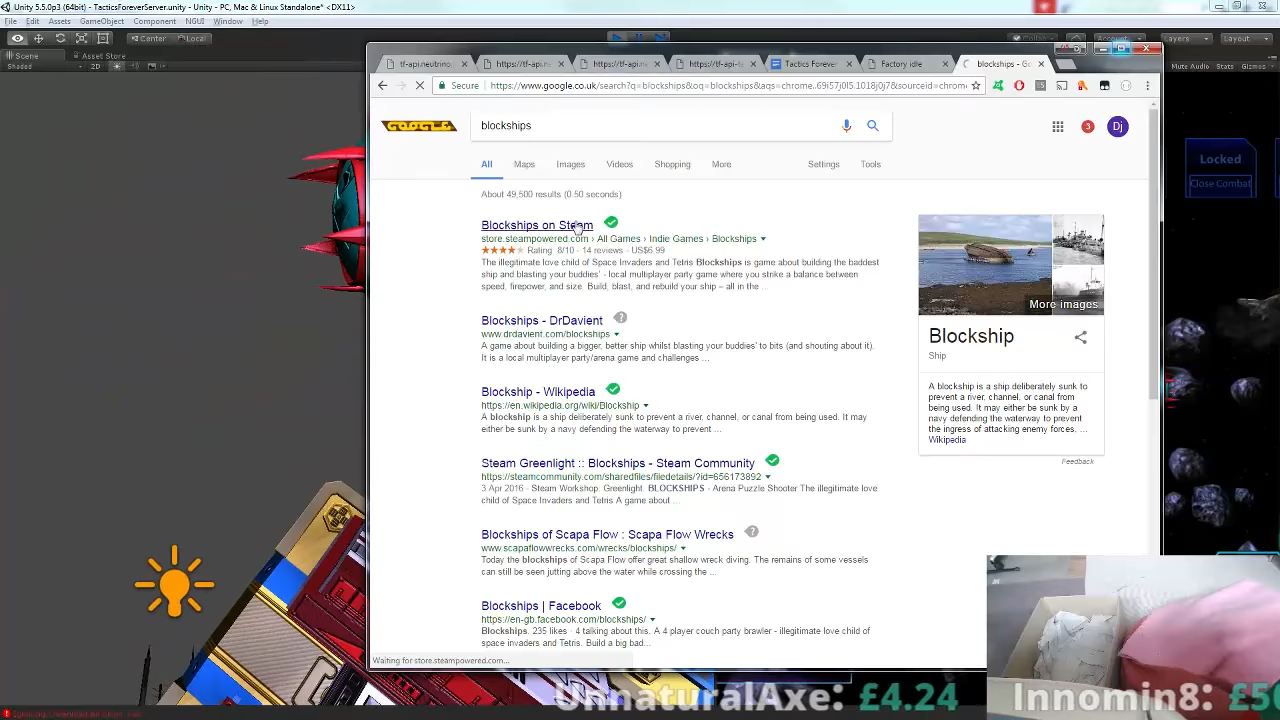 Unity 5.5.0p3 (64bit) - TacticsForeverServer.unity - Unity - PC, Mac & Linux Standalone* <DX11>
File Edit Assets GameObject Component NGUI Window Help
Center Local
Account Layers Layout
Scene Asset Store
Shaded 2D
Mute Audio Stats Gizmos
https://tf-api Tactics Forever Factory idle blockships - Go
Secure https://www.google.co.uk/search?q=blockships&oq=blockships&aqs=chrome..69i57j0l5.1018j0j7&sourceid=chrome
GOOGLE
blockships
3 Dj
All Maps Images Videos Shopping More Settings Tools
About 49,500 results (0.50 seconds)
Blockships on Steam
store.steampowered.com › All Games › Indie Games › Blockships
Rating: 8/10 - 14 reviews - US$6.99
The illegitimate love child of Space Invaders and Tetris Blockships is game about building the baddest
ship and blasting your buddies' - local multiplayer party game where you strike a balance between
speed, firepower, and size. Build, blast, and rebuild your ship – all in the ...
Blockships - DrDavient
www.drdavient.com/blockships
A game about building a bigger, better ship whilst blasting your buddies' to bits (and shouting about it).
It is a local multiplayer party/arena game and challenges ...
Blockship - Wikipedia
https://en.wikipedia.org/wiki/Blockship
A blockship is a ship deliberately sunk to prevent a river, channel, or canal from being used. It may
either be sunk by a navy defending the waterway to prevent ...
Steam Greenlight :: Blockships - Steam Community
https://steamcommunity.com/sharedfiles/filedetails/?id=656173892
3 Apr 2016 - Steam Workshop: Greenlight. BLOCKSHIPS - Arena Puzzle Shooter The illegitimate love
child of Space Invaders and Tetris A game about ...
Blockships of Scapa Flow : Scapa Flow Wrecks
www.scapaflowwrecks.com/wrecks/blockships/
Today the blockships of Scapa Flow offer great shallow wreck diving. The remains of some vessels
can still be seen jutting above the water while crossing the ...
Blockships | Facebook
https://en-gb.facebook.com/blockships/
Blockships. 235 likes · 4 talking about this. A 4 player couch party brawler - illegitimate love child of
space invaders and Tetris. Build a big bad...
Waiting for store.steampowered.com...
More images
Blockship
Ship
A blockship is a ship deliberately sunk to
prevent a river, channel, or canal from
being used. It may either be sunk by a
navy defending the waterway to prevent
the ingress of attacking enemy forces, ...
Wikipedia
Feedback
Locked
Close Combat
UnnaturalAxe: £4.24 Innomin8: £5